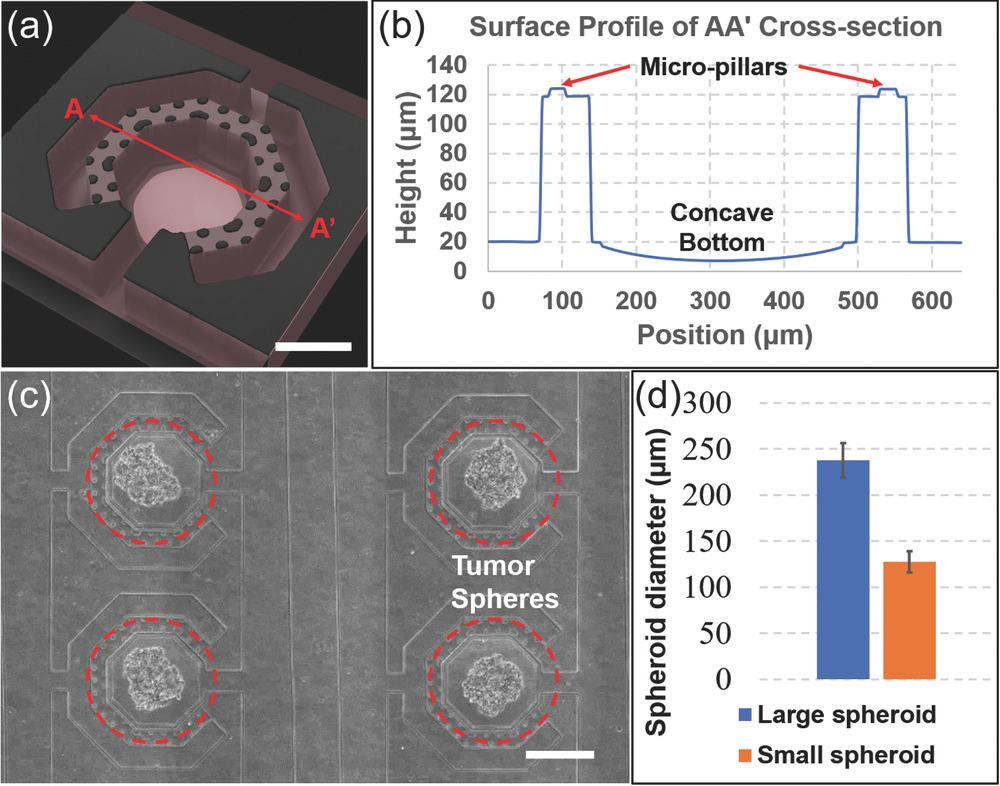 (a)
A
A'
(b)
Surface Profile of AA' Cross-section
Micro-pillars
Concave
Bottom
Height (μm)
140
120
100
80
60
40
20
0
0
100
200
300
400
500
600
Position (μm)
(c)
Tumor
Spheres
(d)
Spheroid diameter (μm)
300
250
200
150
100
50
0
Large spheroid
Small spheroid